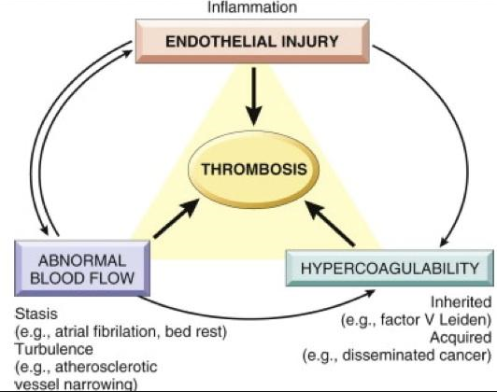 Inflammation
ENDOTHELIAL INJURY
THROMBOSIS
ABNORMAL
BLOOD FLOW
HYPERCOAGULABILITY
Stasis
(e.g., atrial fibrilation, bed rest)
Turbulence
(e.g., atherosclerotic
vessel narrowing)
Inherited
(e.g., factor V Leiden)
Acquired
(e.g., disseminated cancer)